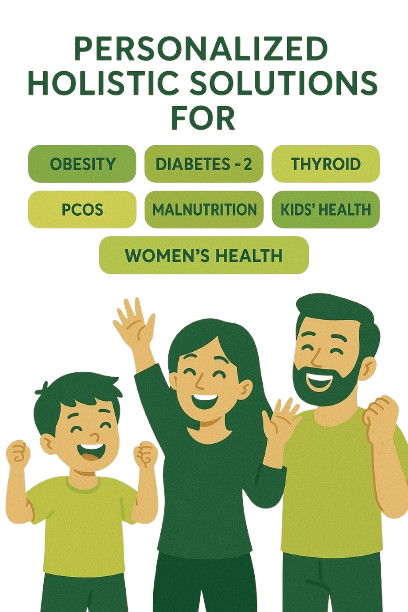 PERSONALIZED
HOLISTIC SOLUTIONS
FOR
OBESITY
DIABETES - 2
THYROID
PCOS
MALNUTRITION
KIDS' HEALTH
WOMEN'S HEALTH